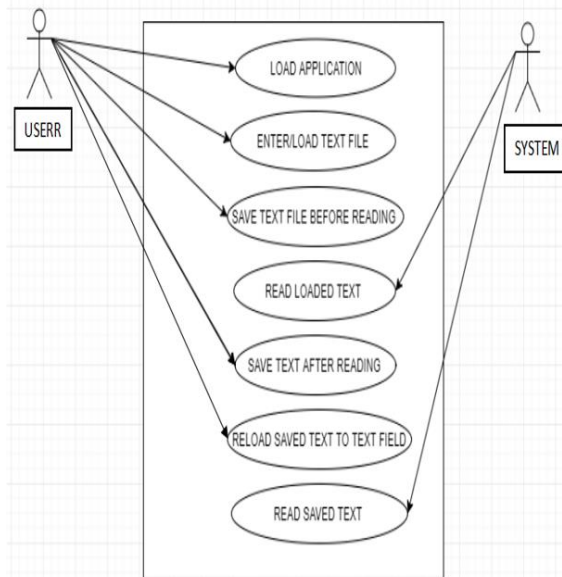 LOAD APPLICATION
USERR
ENTER/LOAD TEXT FILE
SYSTEM
SAVE TEXT FILE BEFORE READING
READ LOADED TEXT
SAVE TEXT AFTER READING
RELOAD SAVED TEXT TO TEXT FIELD
READ SAVED TEXT